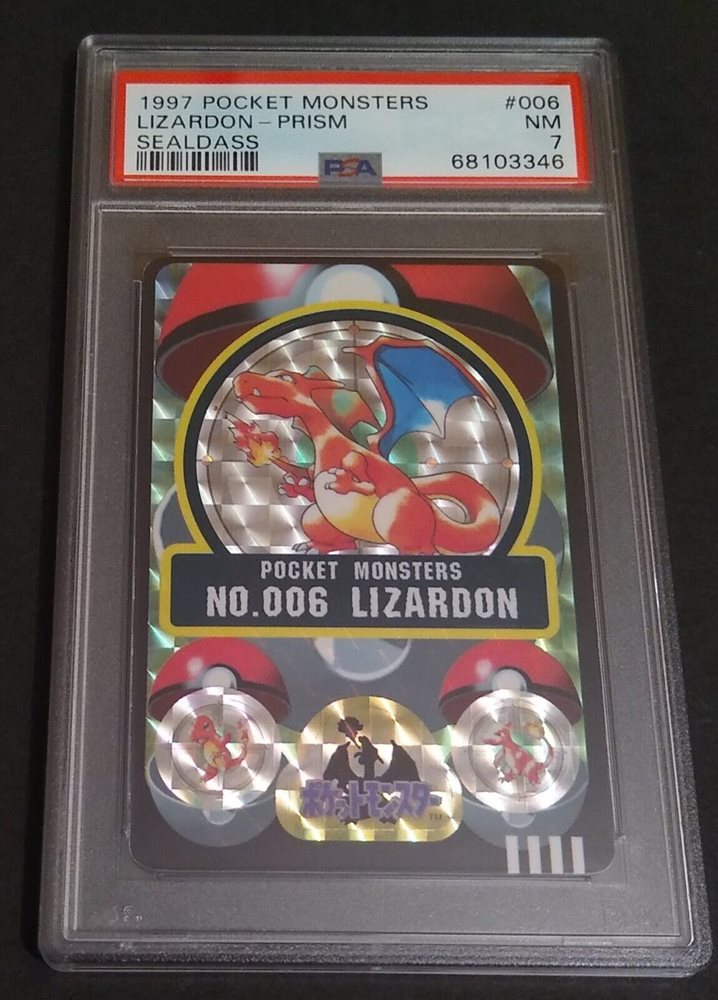 1997 POCKET MONSTERS #006
LIZARDON - PRISM NM
SEALDASS 7
PSA 68103346
POCKET MONSTERS
NO.006 LIZARDON
ポケットモンスター
TM